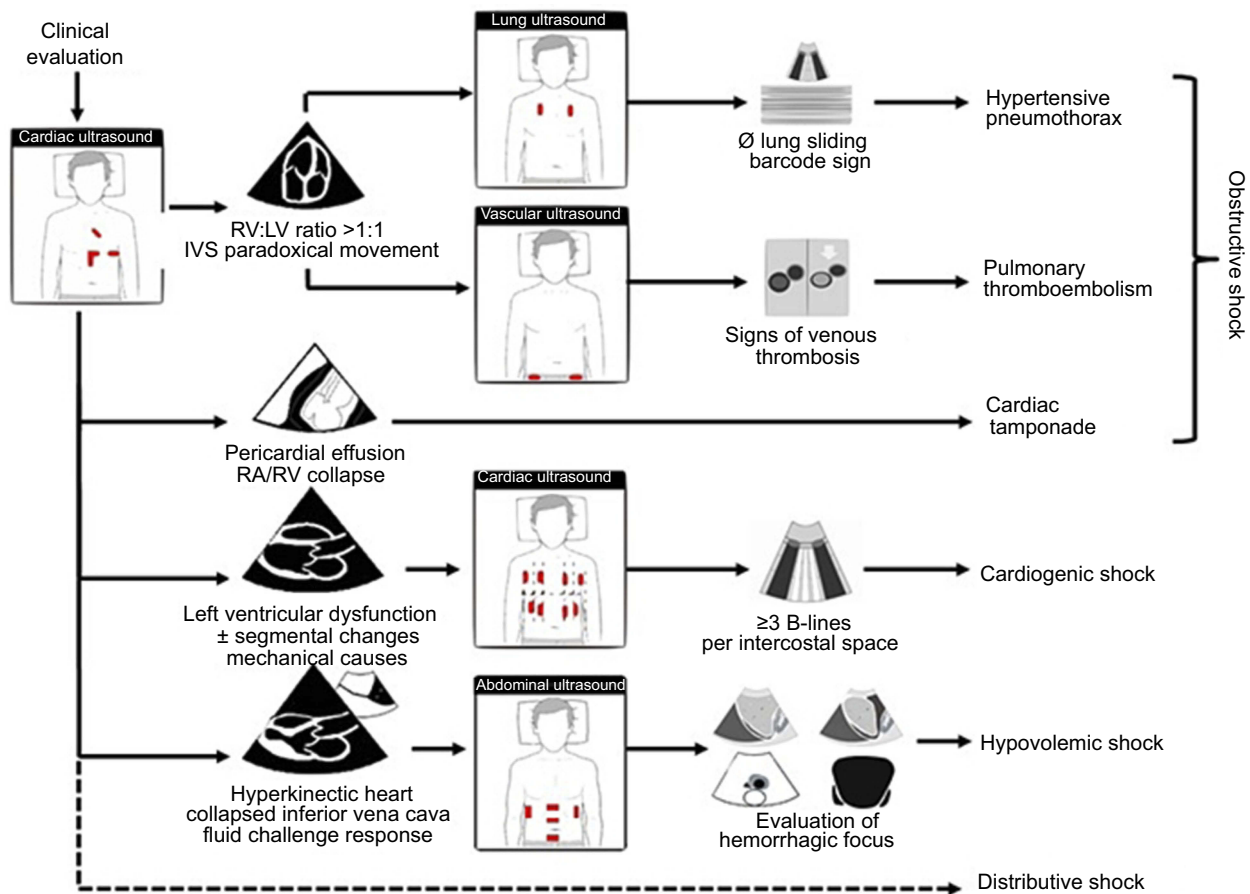 Clinical
evaluation
Cardiac ultrasound
RV:LV ratio >1:1
IVS paradoxical movement
Lung ultrasound
Ø lung sliding
barcode sign
Hypertensive
pneumothorax
Vascular ultrasound
Signs of venous
thrombosis
Pulmonary
thromboembolism
Obstructive shock
Pericardial effusion
RA/RV collapse
Cardiac
tamponade
Left ventricular dysfunction
± segmental changes
mechanical causes
Cardiac ultrasound
≥3 B-lines
per intercostal space
Cardiogenic shock
Hyperkinectic heart
collapsed inferior vena cava
fluid challenge response
Abdominal ultrasound
Evaluation of
hemorrhagic focus
Hypovolemic shock
Distributive shock